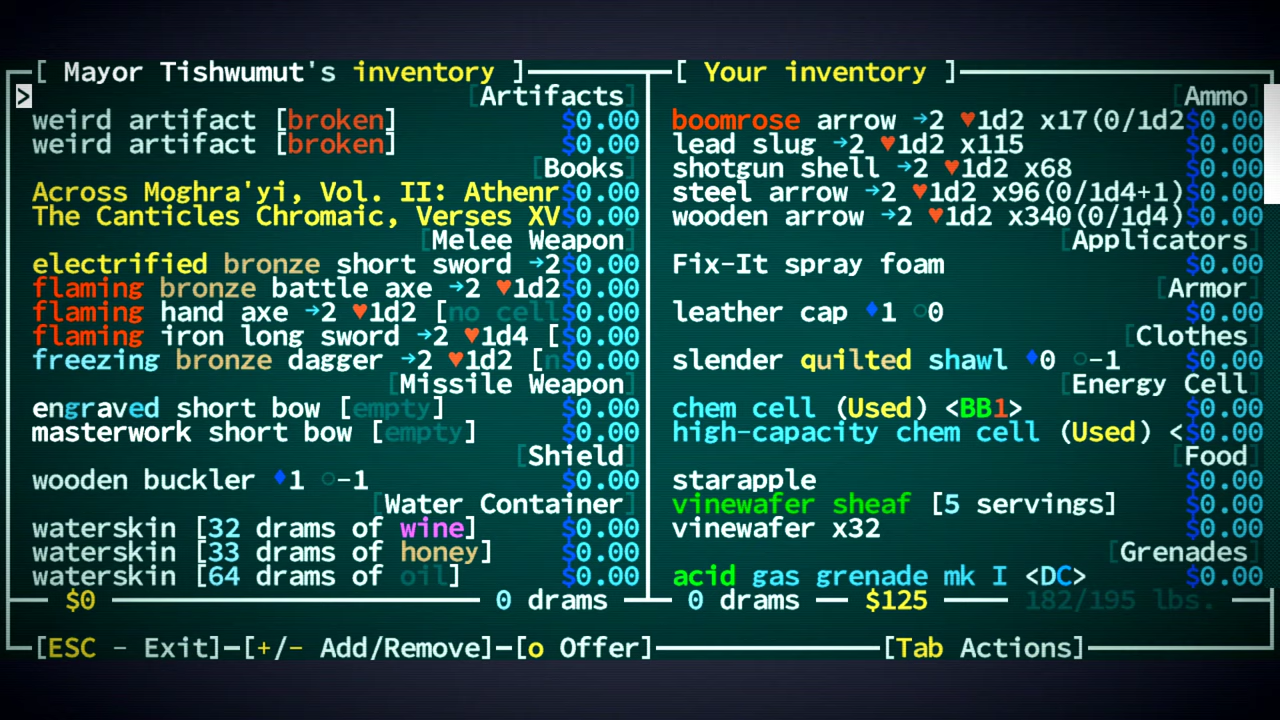 [ Mayor Tishwumut's inventory ]
>
[Artifacts]
weird artifact [broken] $0.00
weird artifact [broken] $0.00
[Books]
Across Moghra'yi, Vol. II: Athenr$0.00
The Canticles Chromaic, Verses XV$0.00
[Melee Weapon]
electrified bronze short sword →2$0.00
flaming bronze battle axe →2 ♥1d2$0.00
flaming hand axe →2 ♥1d2 [no cell$0.00
flaming iron long sword →2 ♥1d4 [$0.00
freezing bronze dagger →2 ♥1d2 [n$0.00
[Missile Weapon]
engraved short bow [empty] $0.00
masterwork short bow [empty] $0.00
[Shield]
wooden buckler ♦1 ○-1 $0.00
[Water Container]
waterskin [32 drams of wine] $0.00
waterskin [33 drams of honey] $0.00
waterskin [64 drams of oil] $0.00
$0 0 drams
[ Your inventory ]
[Ammo]
boomrose arrow →2 ♥1d2 x17(0/1d2$0.00
lead slug →2 ♥1d2 x115 $0.00
shotgun shell →2 ♥1d2 x68 $0.00
steel arrow →2 ♥1d2 x96(0/1d4+1) $0.00
wooden arrow →2 ♥1d2 x340(0/1d4) $0.00
[Applicators]
Fix-It spray foam $0.00
[Armor]
leather cap ♦1 ○0 $0.00
[Clothes]
slender quilted shawl ♦0 ○-1 $0.00
[Energy Cell]
chem cell (Used) <BB1> $0.00
high-capacity chem cell (Used) <$0.00
[Food]
starapple $0.00
vinewafer sheaf [5 servings] $0.00
vinewafer x32 $0.00
[Grenades]
acid gas grenade mk I <DC> $0.00
0 drams $125 182/195 lbs.
[ESC - Exit] [+/- Add/Remove] [o Offer] [Tab Actions]